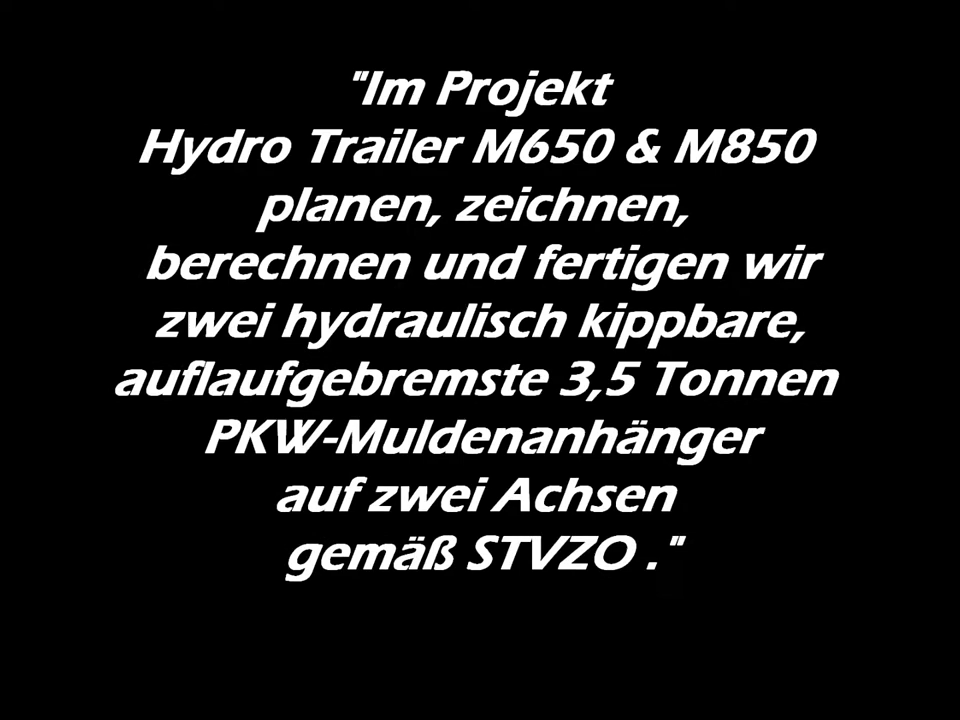 "Im Projekt
Hydro Trailer M650 & M850
planen, zeichnen,
berechnen und fertigen wir
zwei hydraulisch kippbare,
auflaufgebremste 3,5 Tonnen
PKW-Muldenanhänger
auf zwei Achsen
gemäß STVZO ."